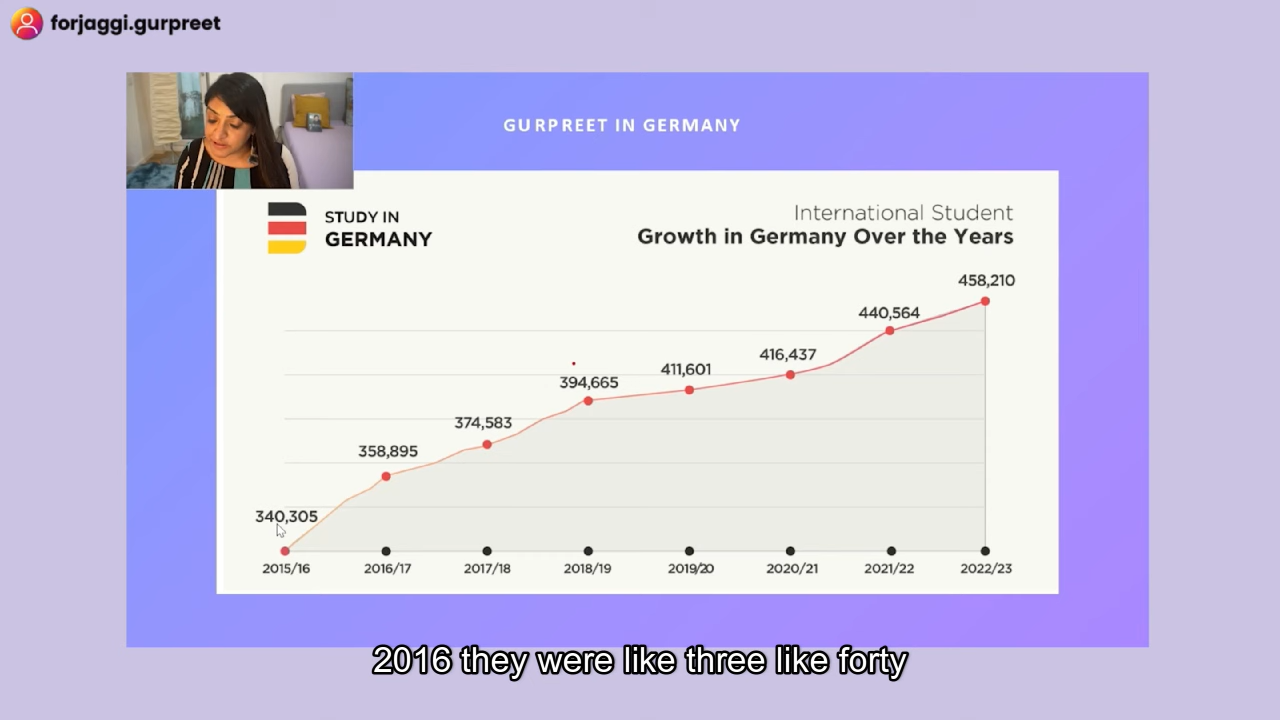 forjaggi.gurpreet
GURPREET IN GERMANY
STUDY IN
GERMANY
International Student
Growth in Germany Over the Years
458,210
440,564
416,437
411,601
394,665
374,583
358,895
340,305
2015/16 2016/17 2017/18 2018/19 2019/20 2020/21 2021/22 2022/23
2016 they were like three like forty